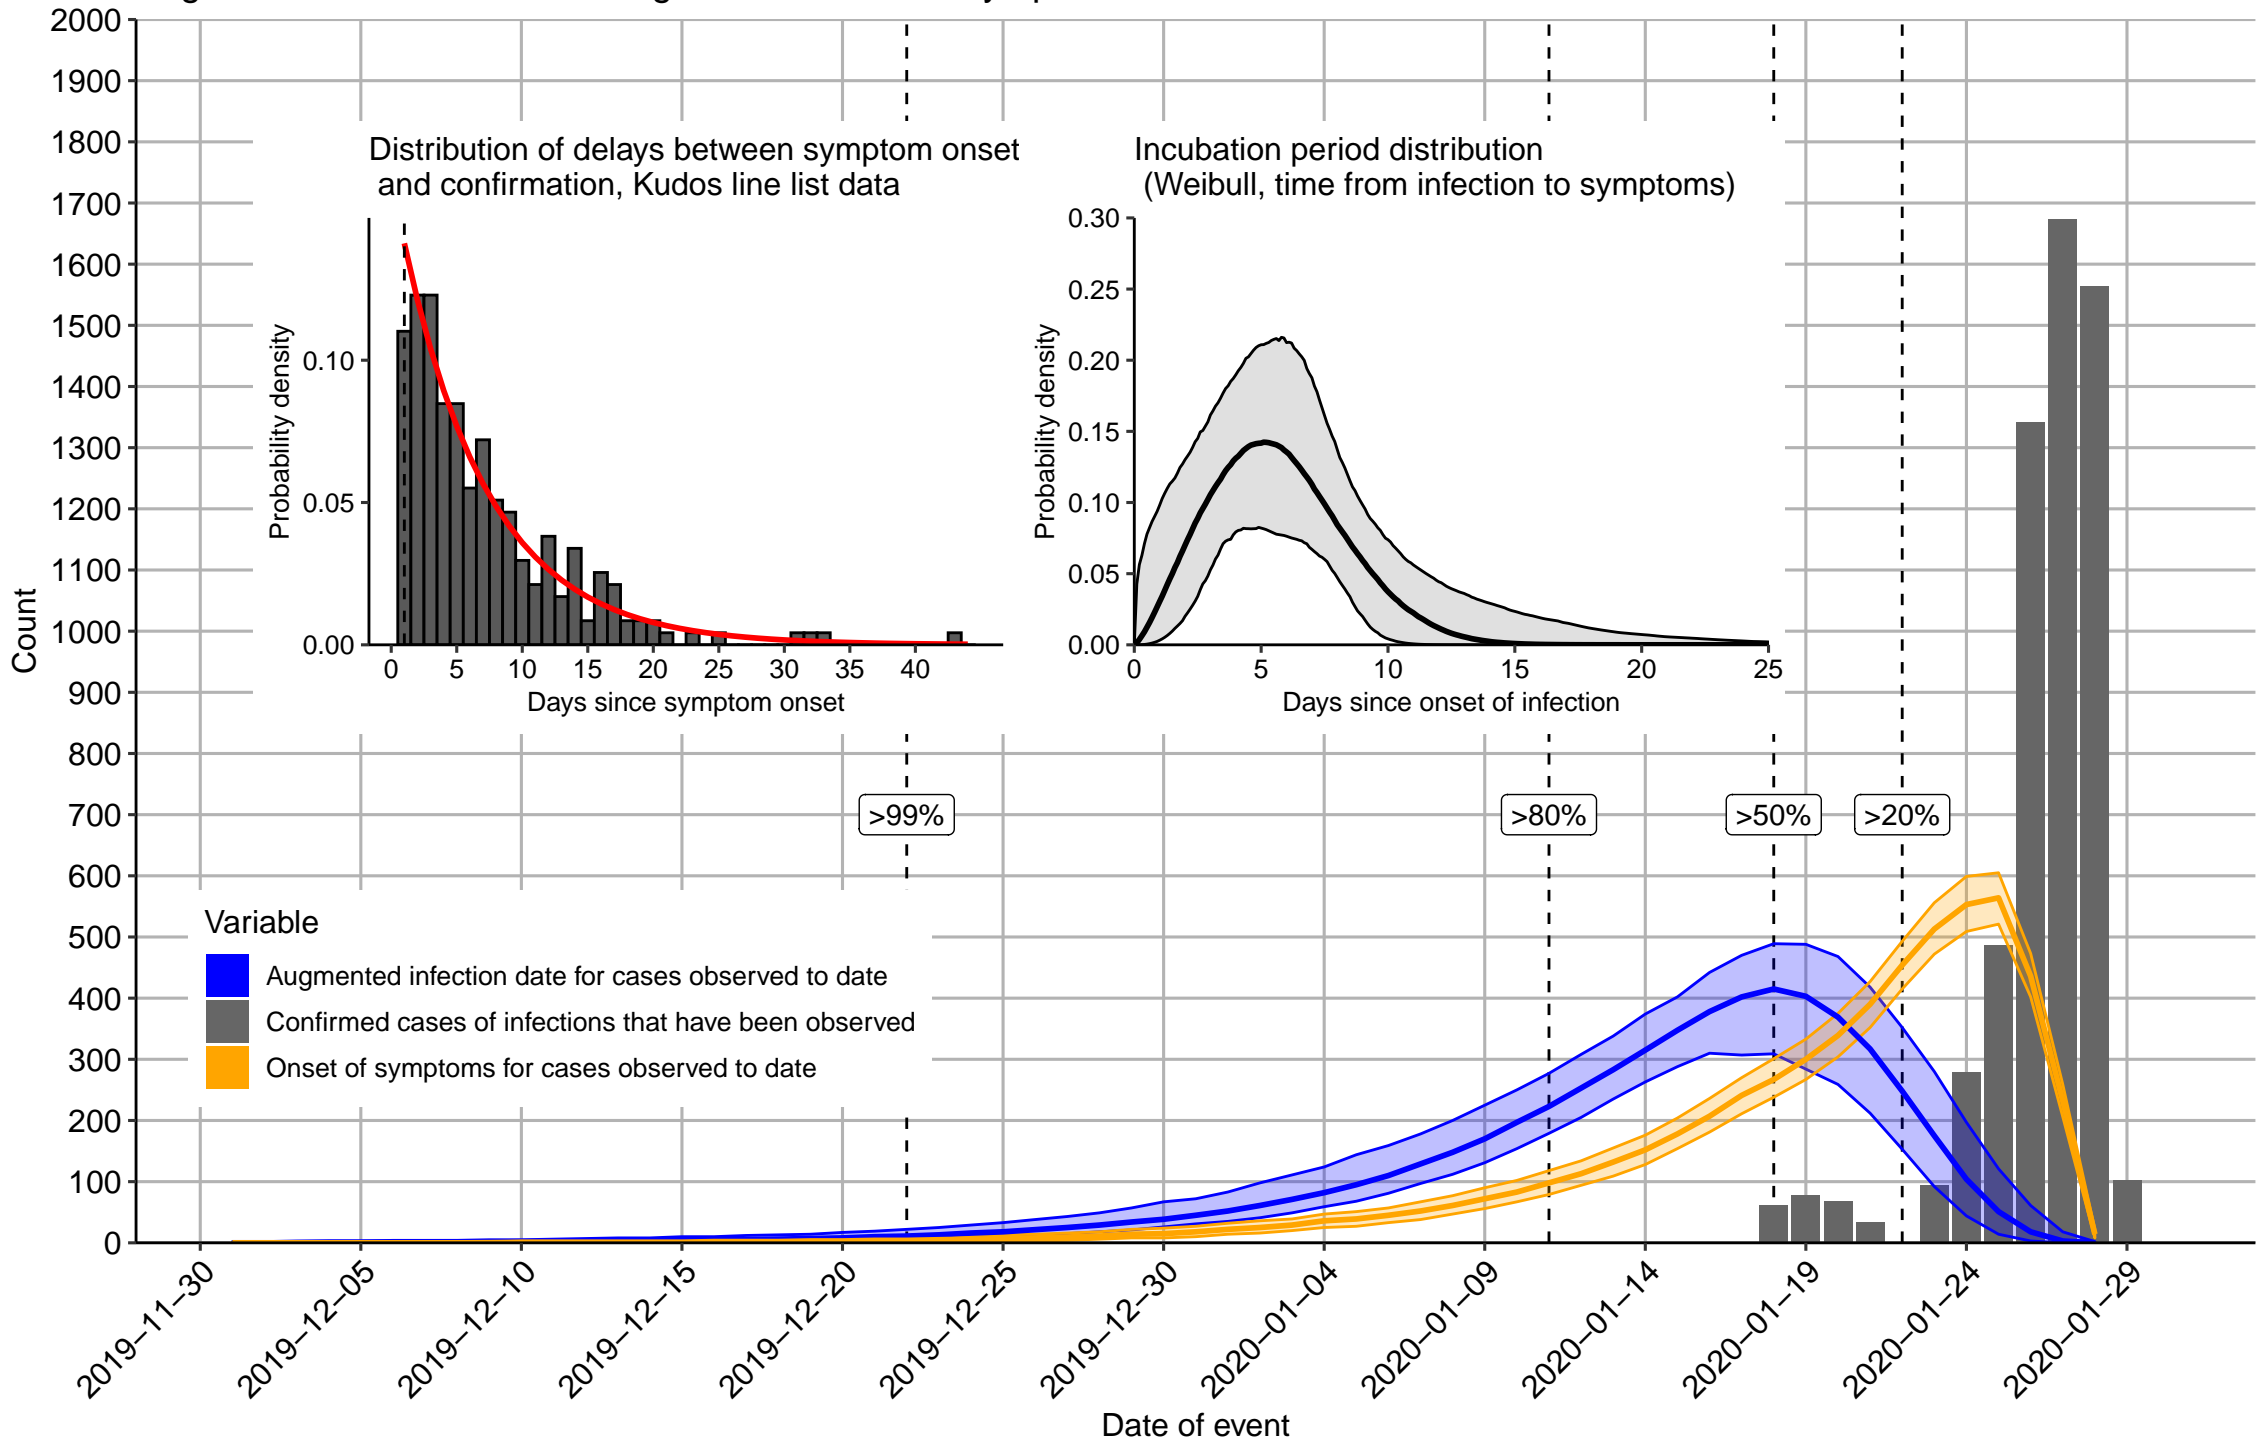 2000
1900
1800
1700
1600
1500
1400
1300
1200
1100
1000
900
800
700
600
500
400
300
200
100
0
Count
Distribution of delays between symptom onset
and confirmation, Kudos line list data
Probability density
0.10
0.05
0.00
0 5 10 15 20 25 30 35 40
Days since symptom onset
Incubation period distribution
(Weibull, time from infection to symptoms)
Probability density
0.30
0.25
0.20
0.15
0.10
0.05
0.00
0 5 10 15 20 25
Days since onset of infection
>99% >80% >50% >20%
Variable
Augmented infection date for cases observed to date
Confirmed cases of infections that have been observed
Onset of symptoms for cases observed to date
2019–11–30 2019–12–05 2019–12–10 2019–12–15 2019–12–20 2019–12–25 2019–12–30 2020–01–04 2020–01–09 2020–01–14 2020–01–19 2020–01–24 2020–01–29
Date of event